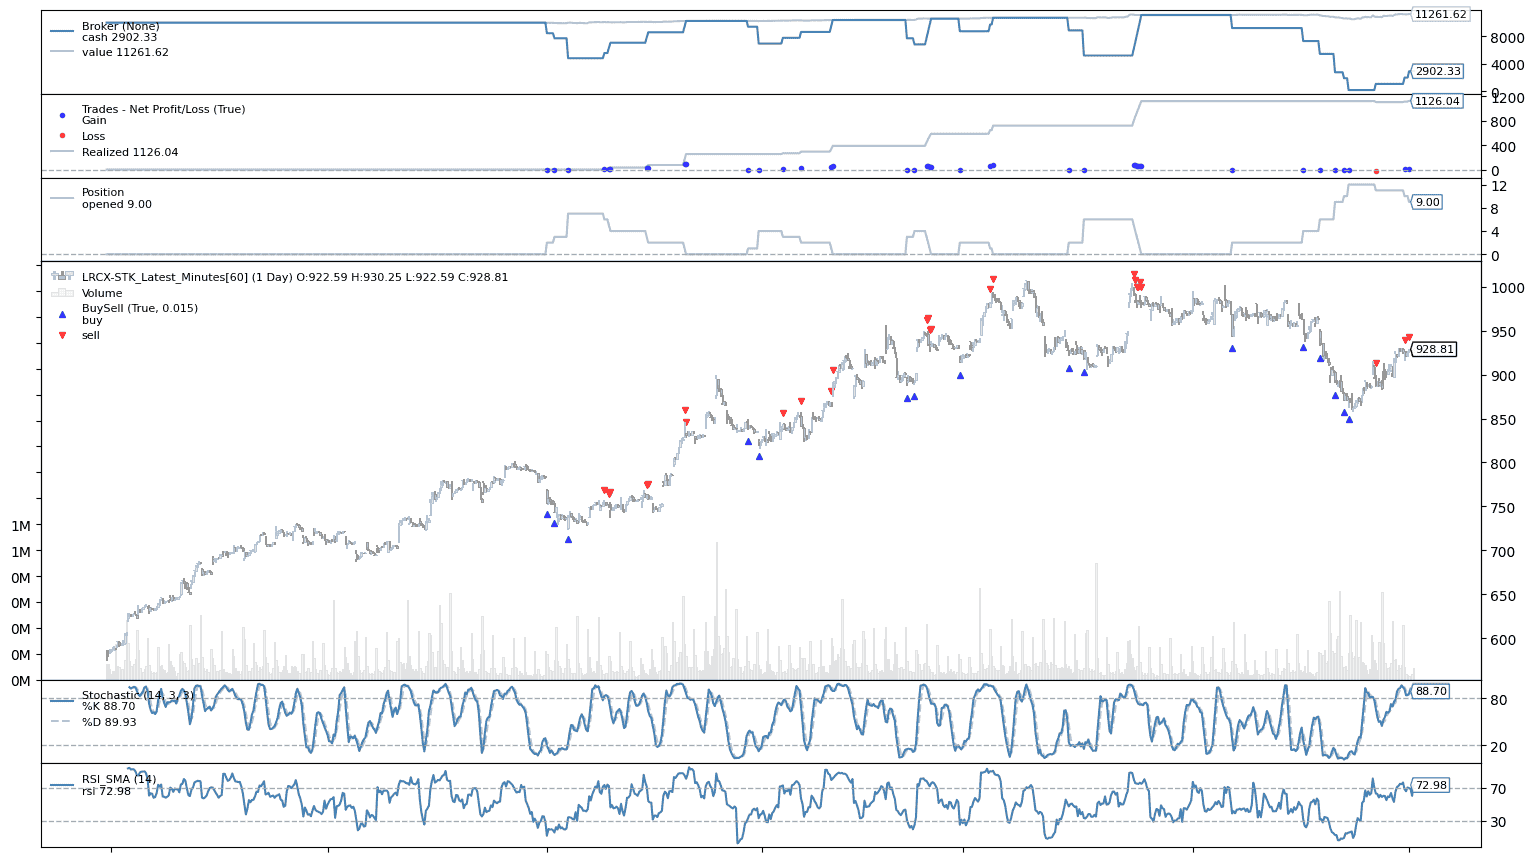 Broker (None)
cash 2902.33
value 11261.62
11261.62
8000
4000
2902.33
0
Trades - Net Profit/Loss (True)
Gain
Loss
Realized 1126.04
1200
1126.04
800
400
0
Position
opened 9.00
12
9.00
8
4
0
LRCX-STK_Latest_Minutes[60] (1 Day) O:922.59 H:930.25 L:922.59 C:928.81
Volume
BuySell (True, 0.015)
buy
sell
1000
950
928.81
900
850
800
750
700
650
600
1M
1M
0M
0M
0M
0M
0M
Stochastic (14, 3, 3)
%K 88.70
%D 89.93
88.70
80
20
RSI_SMA (14)
rsi 72.98
72.98
70
30